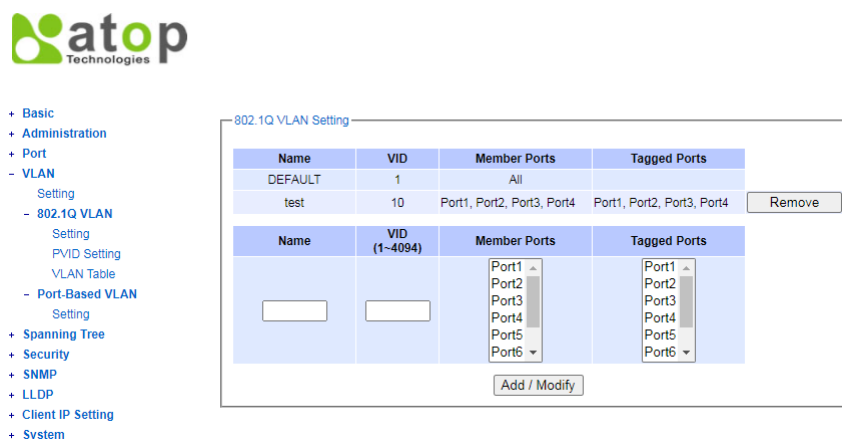 atop
Technologies
+ Basic
+ Administration
+ Port
− VLAN
Setting
− 802.1Q VLAN
Setting
PVID Setting
VLAN Table
− Port-Based VLAN
Setting
+ Spanning Tree
+ Security
+ SNMP
+ LLDP
+ Client IP Setting
+ System
802.1Q VLAN Setting
Name VID Member Ports Tagged Ports
DEFAULT 1 All
test 10 Port1, Port2, Port3, Port4 Port1, Port2, Port3, Port4 Remove
Name VID (1~4094) Member Ports Tagged Ports
Port1 Port1
Port2 Port2
Port3 Port3
Port4 Port4
Port5 Port5
Port6 Port6
Add / Modify